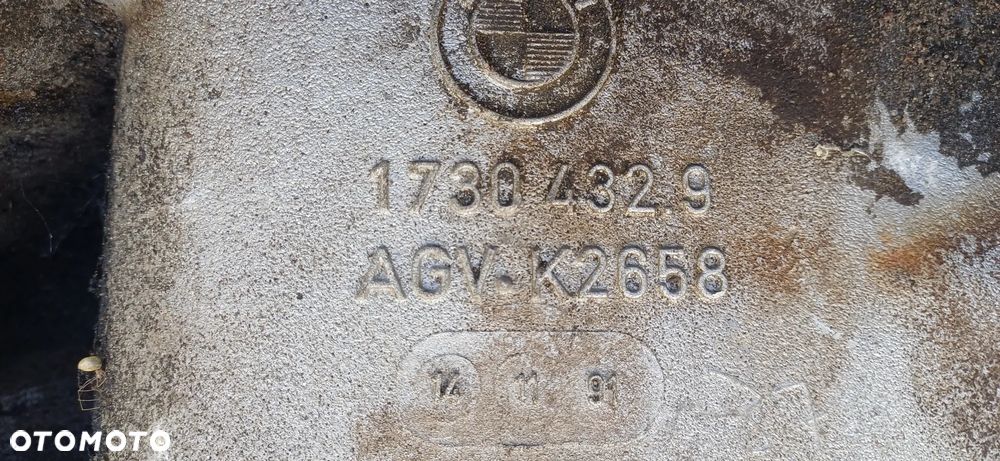 1730 432.9
AGV-K2658
14 11 91
OTOMOTO